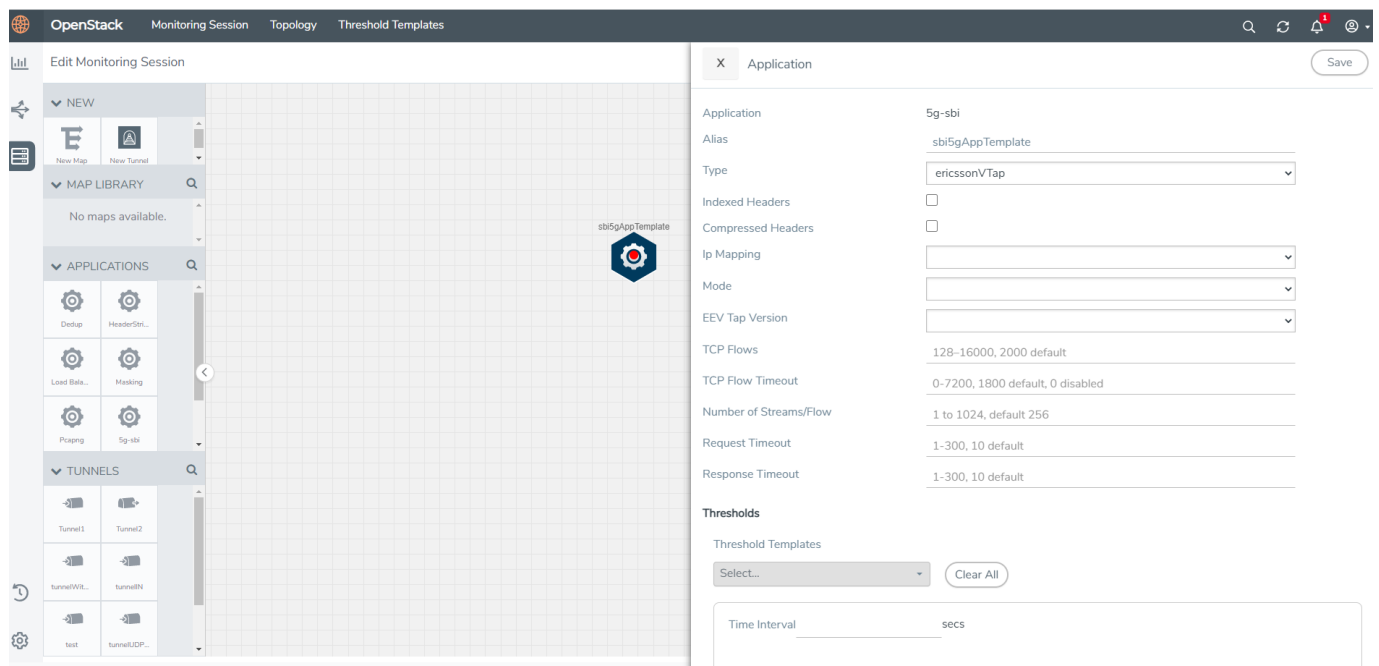 OpenStack Monitoring Session Topology Threshold Templates
1
Edit Monitoring Session
X Application Save
NEW
New Map New Tunnel
MAP LIBRARY
No maps available.
APPLICATIONS
Dedup HeaderStri...
Load Bala... Masking
Pcapng 5g-sbi
TUNNELS
Tunnel1 Tunnel2
tunnelWit... tunnelIN
test tunnelUDP...
sbi5gAppTemplate
Application 5g-sbi
Alias sbi5gAppTemplate
Type ericssonVTap
Indexed Headers
Compressed Headers
Ip Mapping
Mode
EEV Tap Version
TCP Flows 128–16000, 2000 default
TCP Flow Timeout 0-7200, 1800 default, 0 disabled
Number of Streams/Flow 1 to 1024, default 256
Request Timeout 1-300, 10 default
Response Timeout 1-300, 10 default
Thresholds
Threshold Templates
Select... Clear All
Time Interval secs